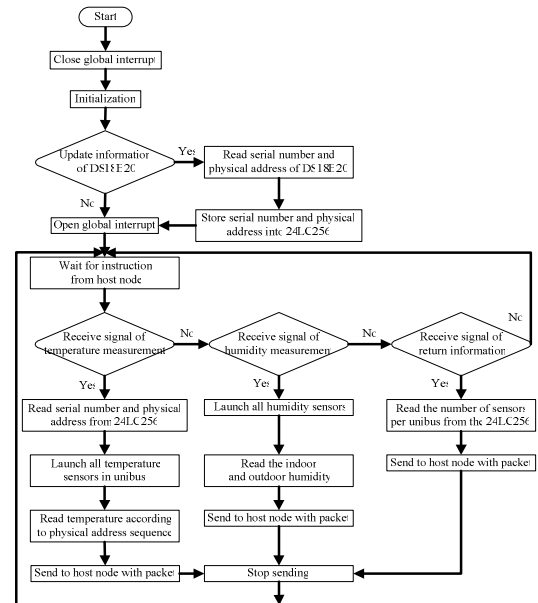 Start
Close global interrupt
Initialization
Update information
of DS18B20
Yes
Read serial number and
physical address of DS18B20
No
Open global interrupt
Store serial number and physical
address into 24LC256
Wait for instruction
from host node
Receive signal of
temperature measurement
No
Receive signal of
humidity measurement
No
Receive signal of
return information
No
Yes
Yes
Yes
Read serial number and physical
address from 24LC256
Launch all humidity sensors
Read the number of sensors
per unibus from the 24LC256
Launch all temperature
sensors in unibus
Read the indoor
and outdoor humidity
Send to host node with packet
Read temperature according
to physical address sequence
Send to host node with packet
Send to host node with packet
Stop sending